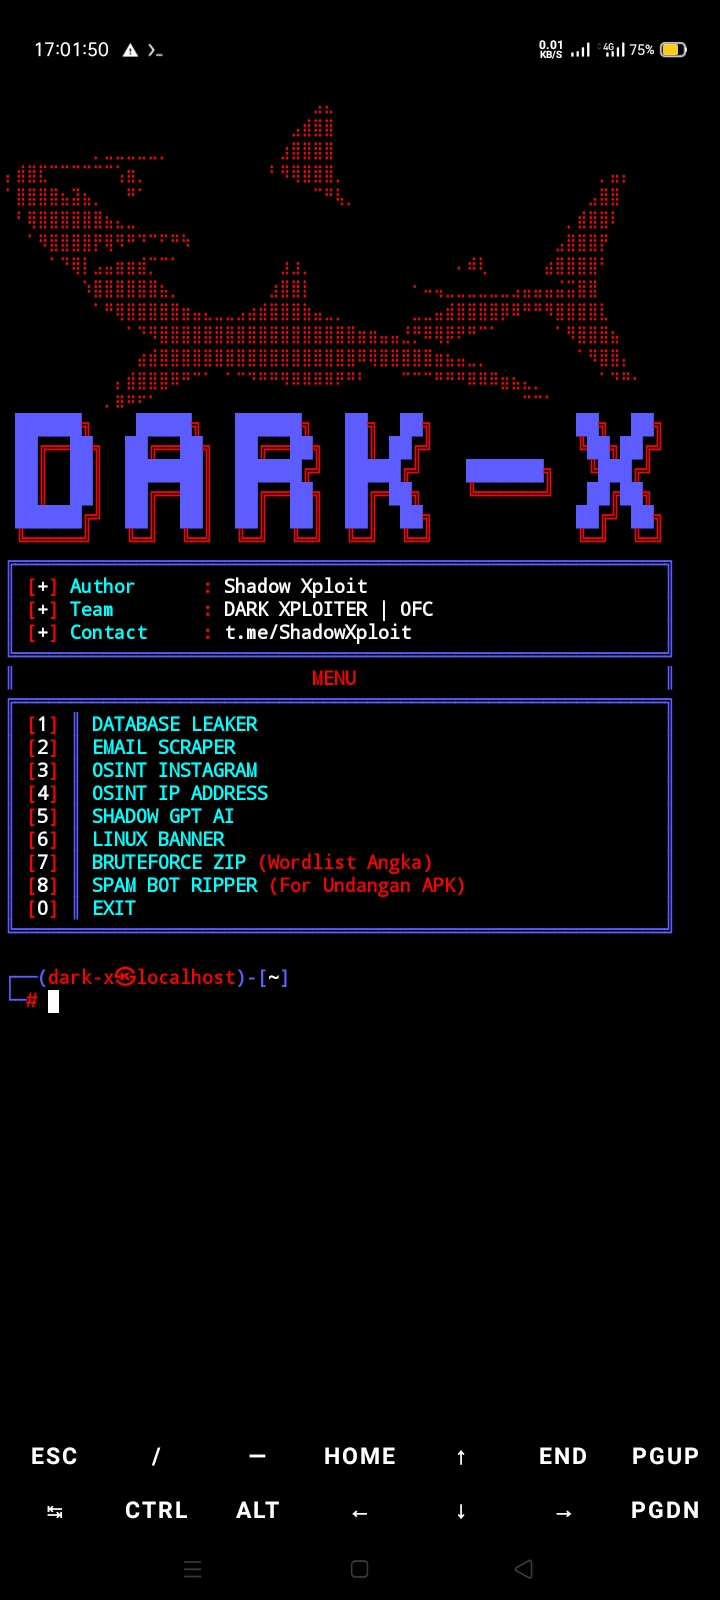 17:01:50
0.01 KB/S 4G 75%
DARK-X
[+] Author : Shadow Xploit
[+] Team : DARK XPLOITER | OFC
[+] Contact : t.me/ShadowXploit
MENU
[1] DATABASE LEAKER
[2] EMAIL SCRAPER
[3] OSINT INSTAGRAM
[4] OSINT IP ADDRESS
[5] SHADOW GPT AI
[6] LINUX BANNER
[7] BRUTEFORCE ZIP (Wordlist Angka)
[8] SPAM BOT RIPPER (For Undangan APK)
[0] EXIT
┌──(dark-x㉿localhost)-[~]
└─#
ESC / — HOME ↑ END PGUP
↹ CTRL ALT ← ↓ → PGDN